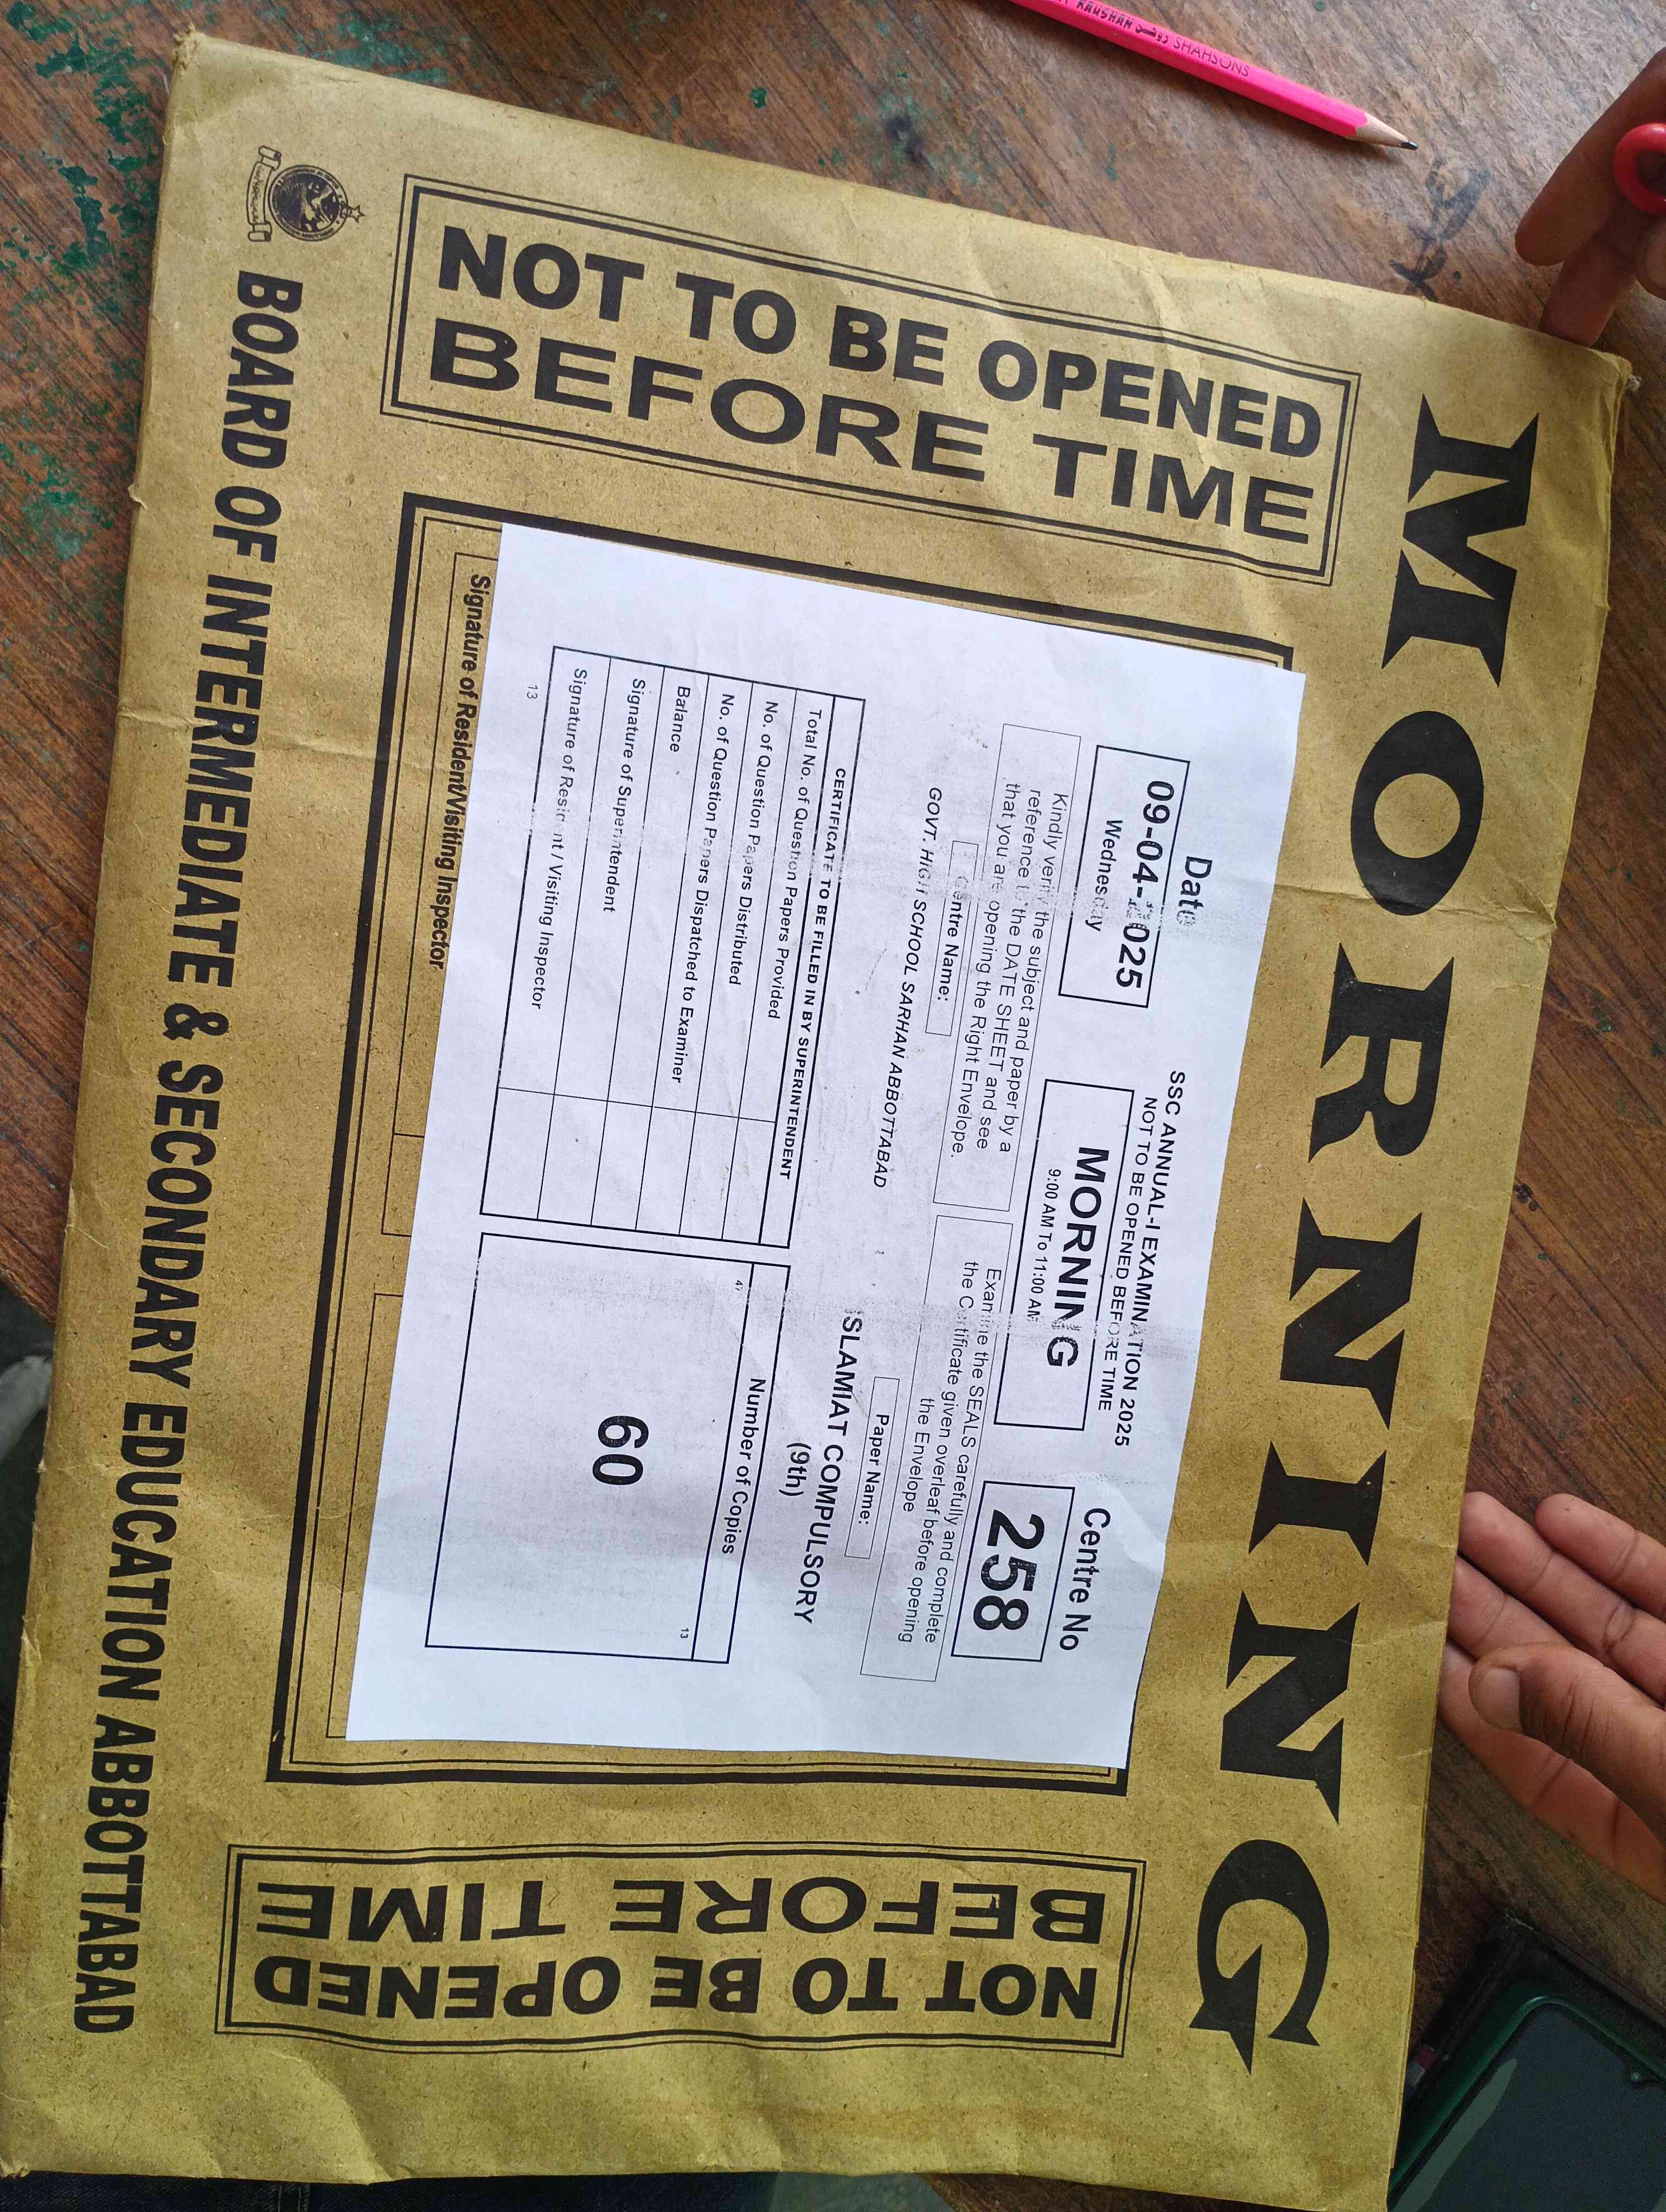 MORNING
NOT TO BE OPENED
BEFORE TIME
Date
09-04-2025
Wednesday
SSC ANNUAL-I EXAMINATION 2025
NOT TO BE OPENED BEFORE TIME
MORNING
9:00 AM To 11:00 AM
Centre No
258
Kindly verify the subject and paper by a
reference to the DATE SHEET and see
that you are opening the Right Envelope.
Examine the SEALS carefully and complete
the Certificate given overleaf before opening
the Envelope
Centre Name:
GOVT. HIGH SCHOOL SARHAN ABBOTTABAD
Paper Name:
ISLAMIAT COMPULSORY
(9th)
CERTIFICATE TO BE FILLED IN BY SUPERINTENDENT
Total No. of Question Papers Provided
No. of Question Papers Distributed
No. of Question Papers Dispatched to Examiner
Balance
Signature of Superintendent
Signature of Resident / Visiting Inspector
13
Number of Copies
47
13
60
Signature of Resident/Visiting Inspector
NOT TO BE OPENED
BEFORE TIME
BOARD OF INTERMEDIATE & SECONDARY EDUCATION ABBOTTABAD
SHAHSONS